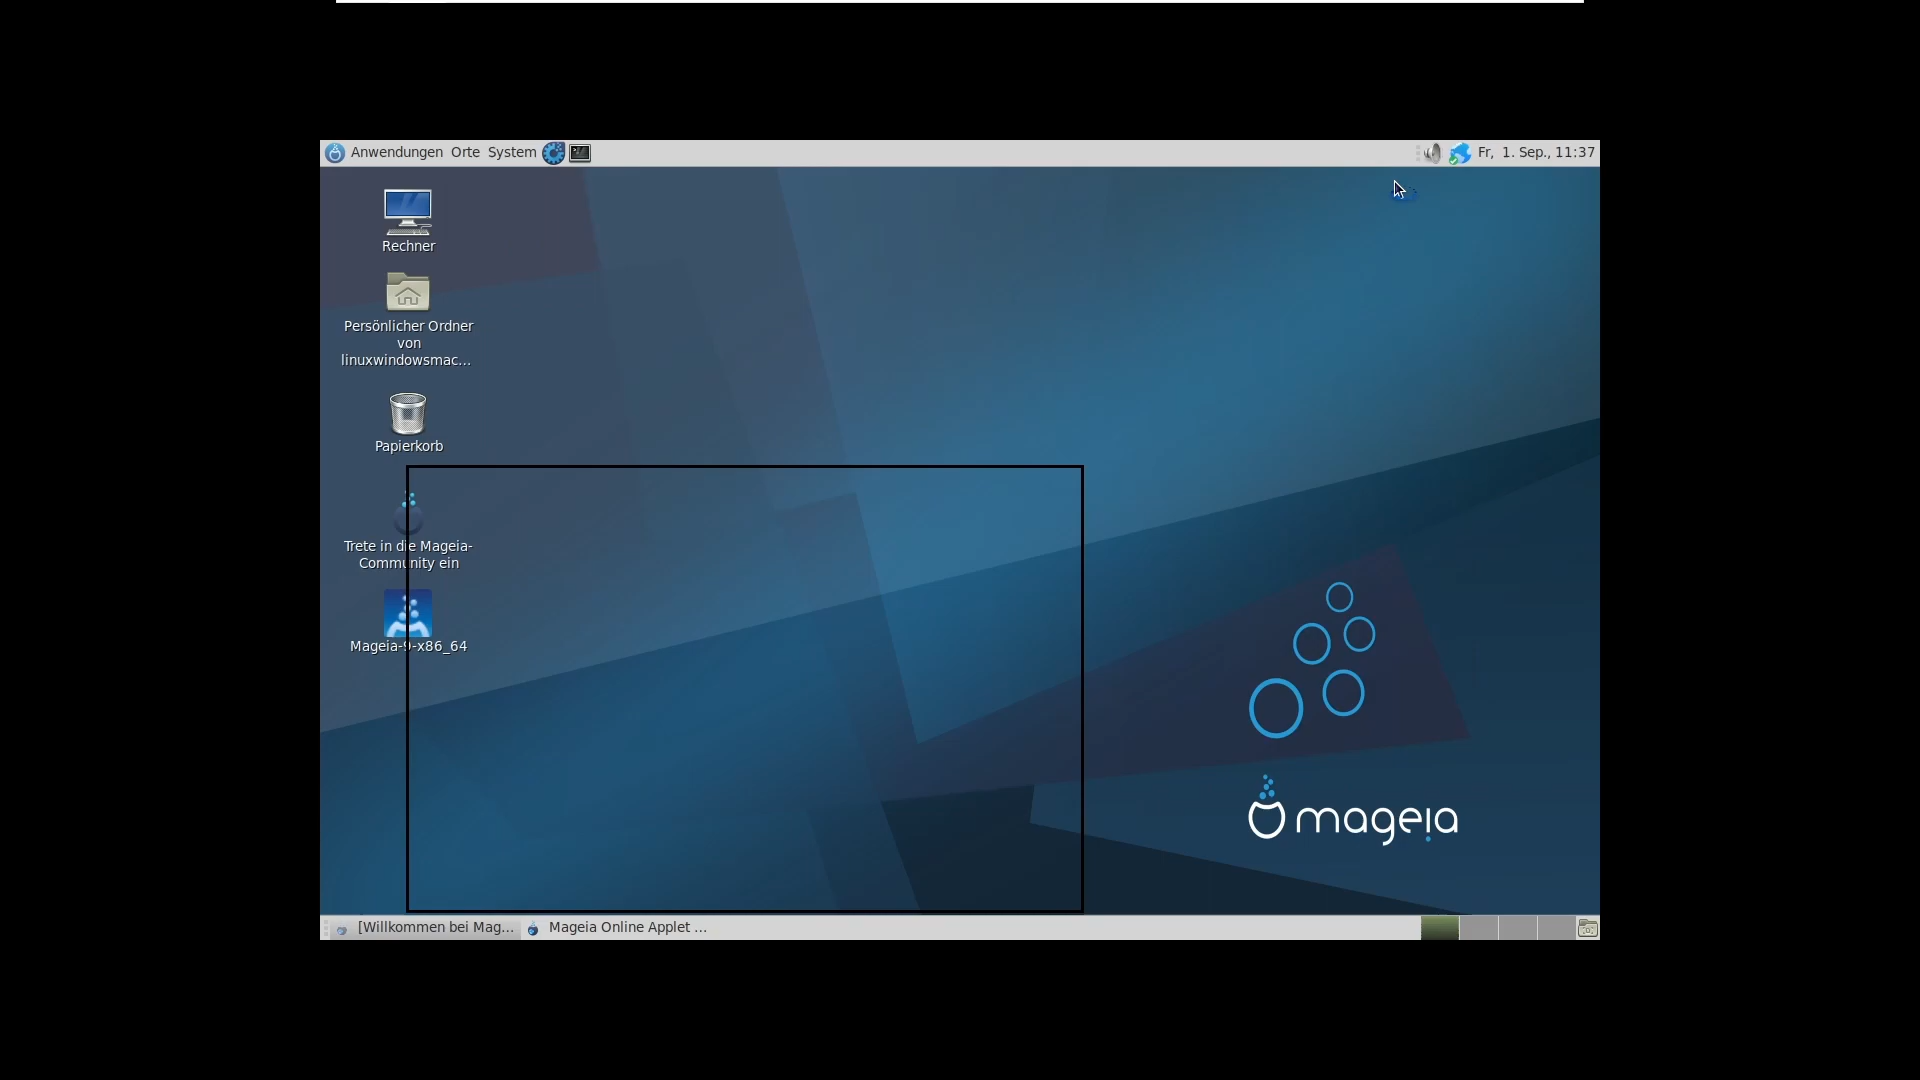 Anwendungen Orte System
Fr, 1. Sep., 11:37
Rechner
Persönlicher Ordner
von
linuxwindowsmac...
Papierkorb
Trete in die Mageia-
Community ein
Mageia-9-x86_64
mageia
[Willkommen bei Mag...
Mageia Online Applet ...